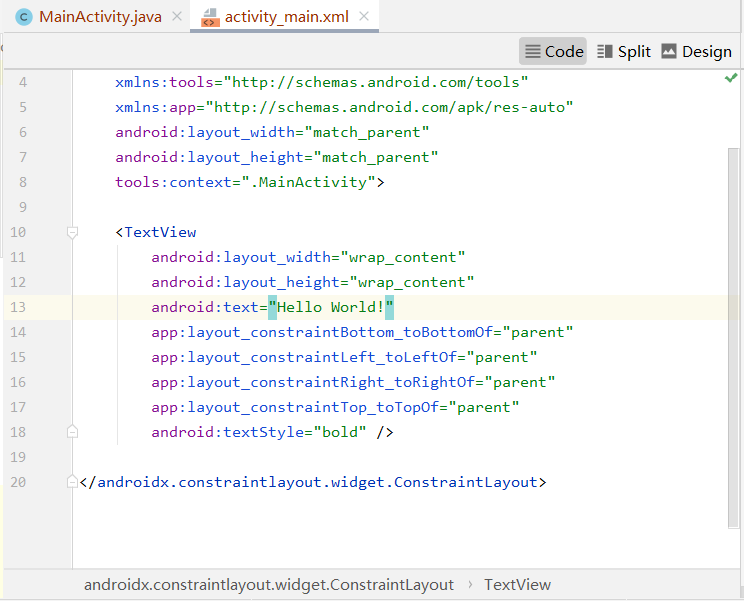 MainActivity.java
activity_main.xml
Code Split Design
4 xmlns:tools="http://schemas.android.com/tools"
5 xmlns:app="http://schemas.android.com/apk/res-auto"
6 android:layout_width="match_parent"
7 android:layout_height="match_parent"
8 tools:context=".MainActivity">
9
10 <TextView
11 android:layout_width="wrap_content"
12 android:layout_height="wrap_content"
13 android:text="Hello World!"
14 app:layout_constraintBottom_toBottomOf="parent"
15 app:layout_constraintLeft_toLeftOf="parent"
16 app:layout_constraintRight_toRightOf="parent"
17 app:layout_constraintTop_toTopOf="parent"
18 android:textStyle="bold" />
19
20 </androidx.constraintlayout.widget.ConstraintLayout>
androidx.constraintlayout.widget.ConstraintLayout › TextView